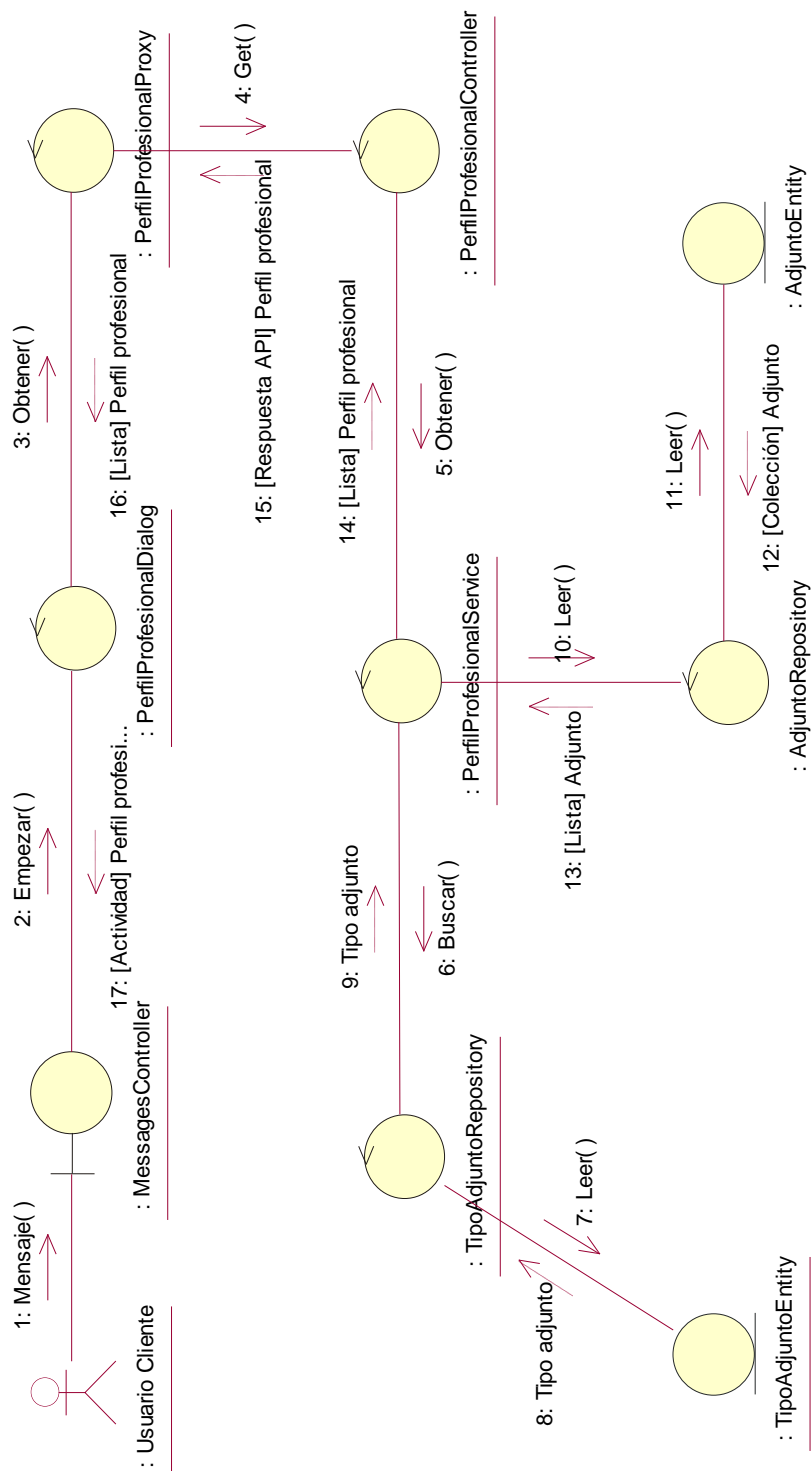 1: Mensaje( )
2: Empezar( )
3: Obtener( )
: Usuario Cliente
: MessagesController
17: [Actividad] Perfil profesi...
: PerfilProfesionalDialog
16: [Lista] Perfil profesional
: PerfilProfesionalProxy
4: Get( )
15: [Respuesta API] Perfil profesional
14: [Lista] Perfil profesional
5: Obtener( )
: PerfilProfesionalController
9: Tipo adjunto
6: Buscar( )
: TipoAdjuntoRepository
: PerfilProfesionalService
7: Leer( )
8: Tipo adjunto
: TipoAdjuntoEntity
10: Leer( )
13: [Lista] Adjunto
11: Leer( )
12: [Colección] Adjunto
: AdjuntoRepository
: AdjuntoEntity